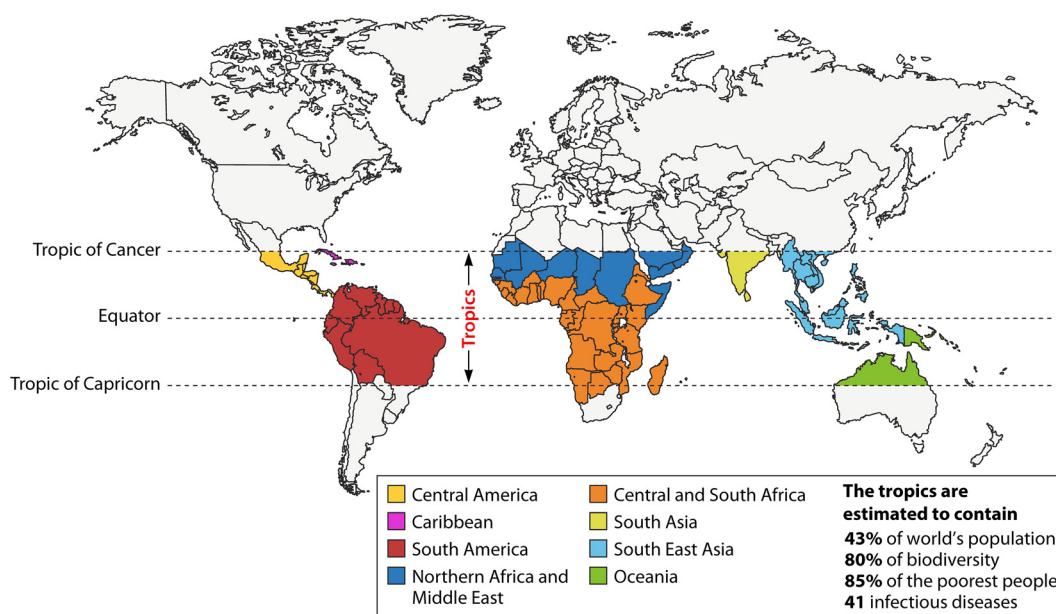 Tropic of Cancer
Equator
Tropics
Tropic of Capricorn
Central America
Caribbean
South America
Northern Africa and
Middle East
Central and South Africa
South Asia
South East Asia
Oceania
The tropics are
estimated to contain
43% of world's population
80% of biodiversity
85% of the poorest people
41 infectious diseases